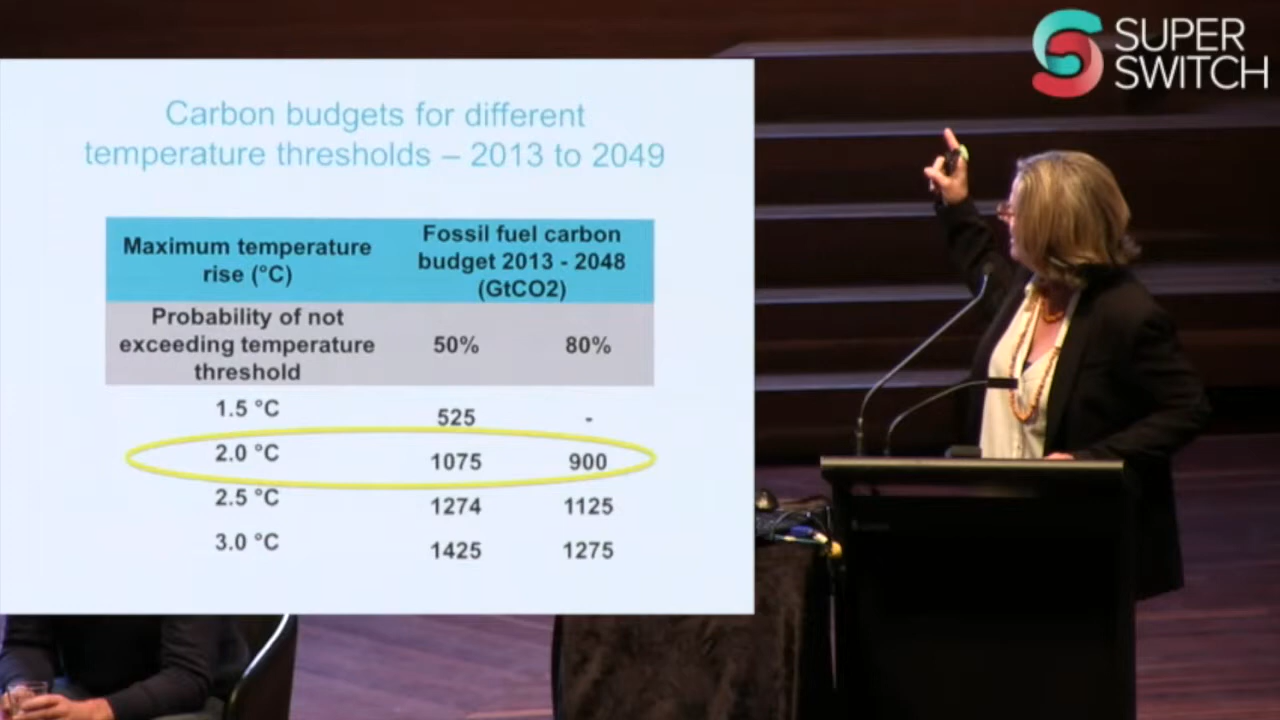 SUPER
SWITCH
Carbon budgets for different
temperature thresholds – 2013 to 2049
Maximum temperature
rise (°C)
Fossil fuel carbon
budget 2013 - 2048
(GtCO2)
Probability of not
exceeding temperature
threshold
50% 80%
1.5 °C 525 -
2.0 °C 1075 900
2.5 °C 1274 1125
3.0 °C 1425 1275